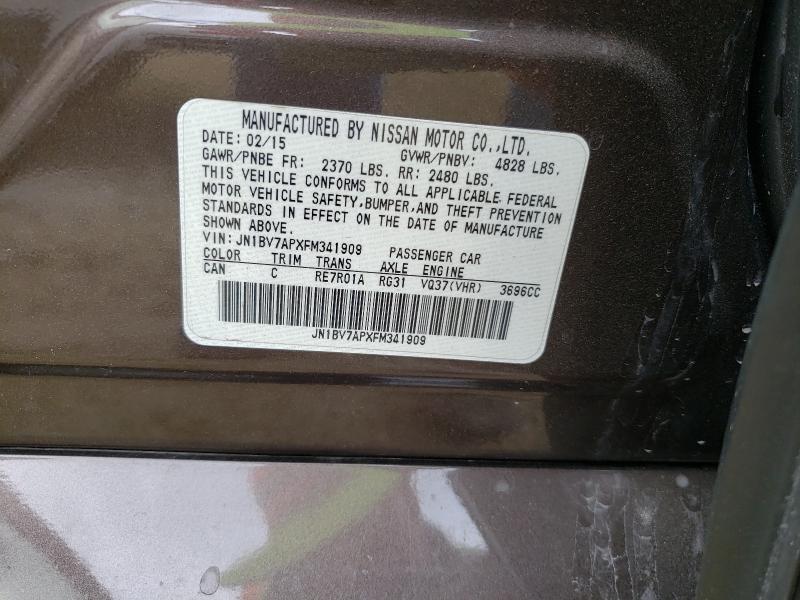 MANUFACTURED BY NISSAN MOTOR CO.,LTD.
DATE: 02/15 GVWR/PNBV: 4828 LBS.
GAWR/PNBE FR: 2370 LBS. RR: 2480 LBS.
THIS VEHICLE CONFORMS TO ALL APPLICABLE FEDERAL
MOTOR VEHICLE SAFETY,BUMPER,AND THEFT PREVENTION
STANDARDS IN EFFECT ON THE DATE OF MANUFACTURE
SHOWN ABOVE.
VIN: JN1BV7APXFM341909 PASSENGER CAR
COLOR TRIM TRANS AXLE ENGINE
CAN C RE7R01A RG31 VQ37(VHR) 3696CC
JN1BV7APXFM341909